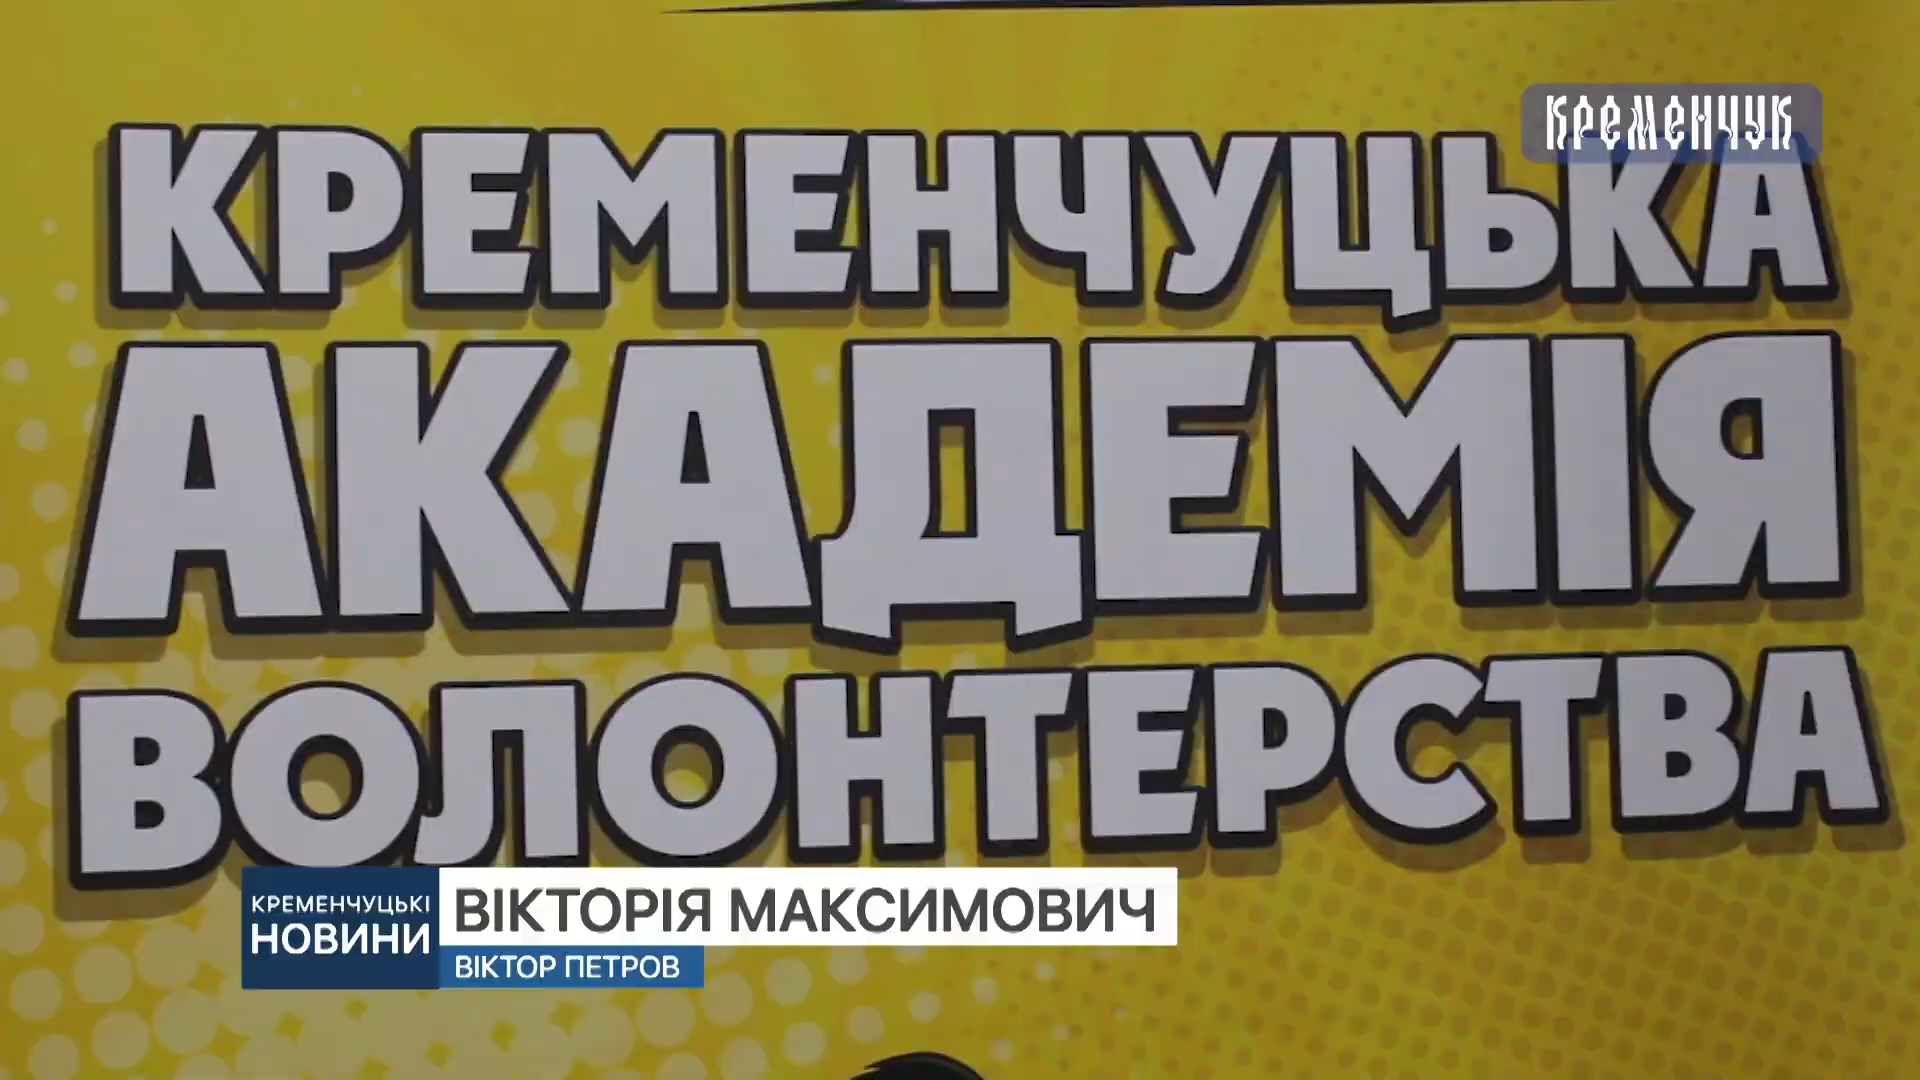 КРЕМЕНЧУК
КРЕМЕНЧУЦЬКА
АКАДЕМІЯ
ВОЛОНТЕРСТВА
КРЕМЕНЧУЦЬКІ
НОВИНИ
ВІКТОРІЯ МАКСИМОВИЧ
ВІКТОР ПЕТРОВ